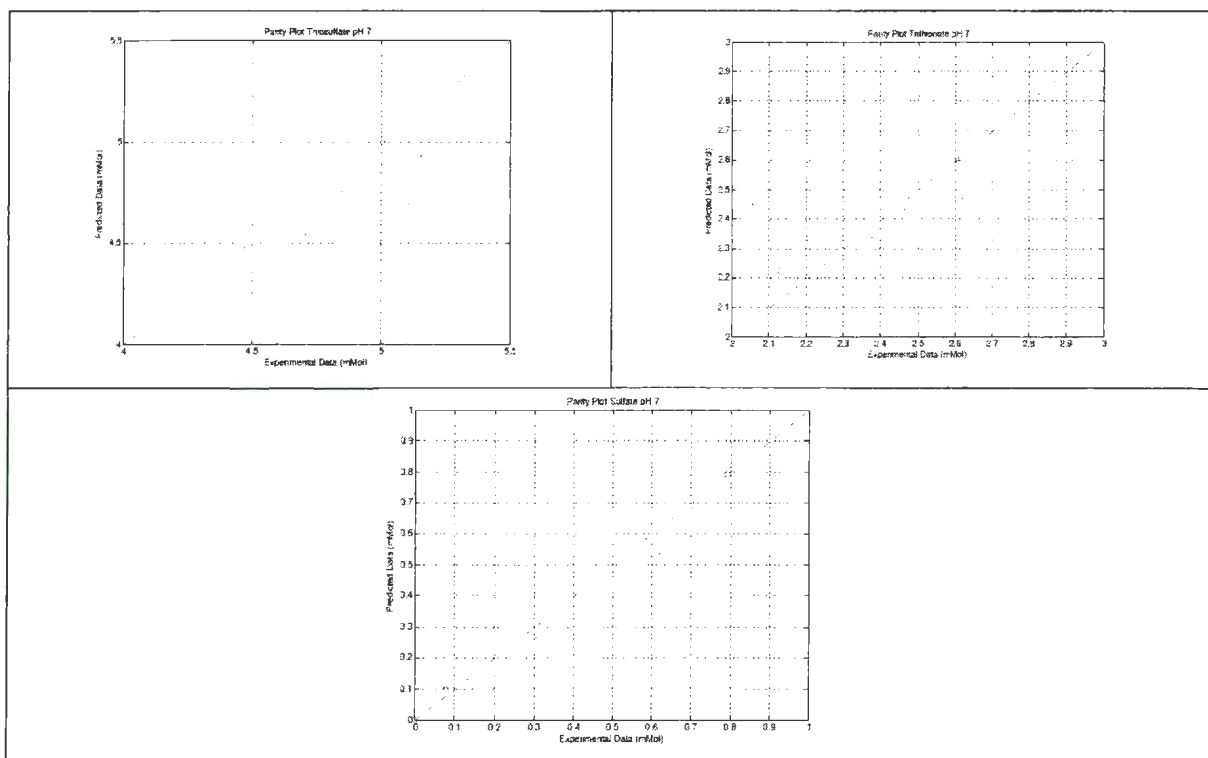 Parity Plot Thiosulfate pH 7
5.5
5
4.5
4
Predicted Data (mMol)
4 4.5 5 5.5
Experimental Data (mMol)
Parity Plot Trithionate pH 7
3
2.9
2.8
2.7
2.6
2.5
2.4
2.3
2.2
2.1
2
Predicted Data (mMol)
2 2.1 2.2 2.3 2.4 2.5 2.6 2.7 2.8 2.9 3
Experimental Data (mMol)
Parity Plot Sulfate pH 7
1
0.9
0.8
0.7
0.6
0.5
0.4
0.3
0.2
0.1
0
Predicted Data (mMol)
0 0.1 0.2 0.3 0.4 0.5 0.6 0.7 0.8 0.9 1
Experimental Data (mMol)